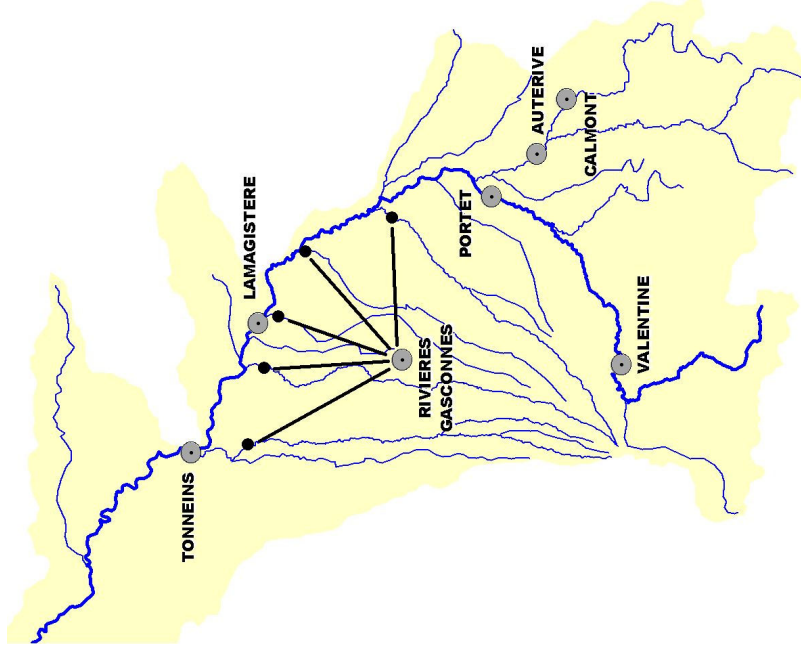 TONNEINS
LAMAGISTERE
RIVIERES
GASCONNES
PORTET
AUTERIVE
CALMONT
VALENTINE